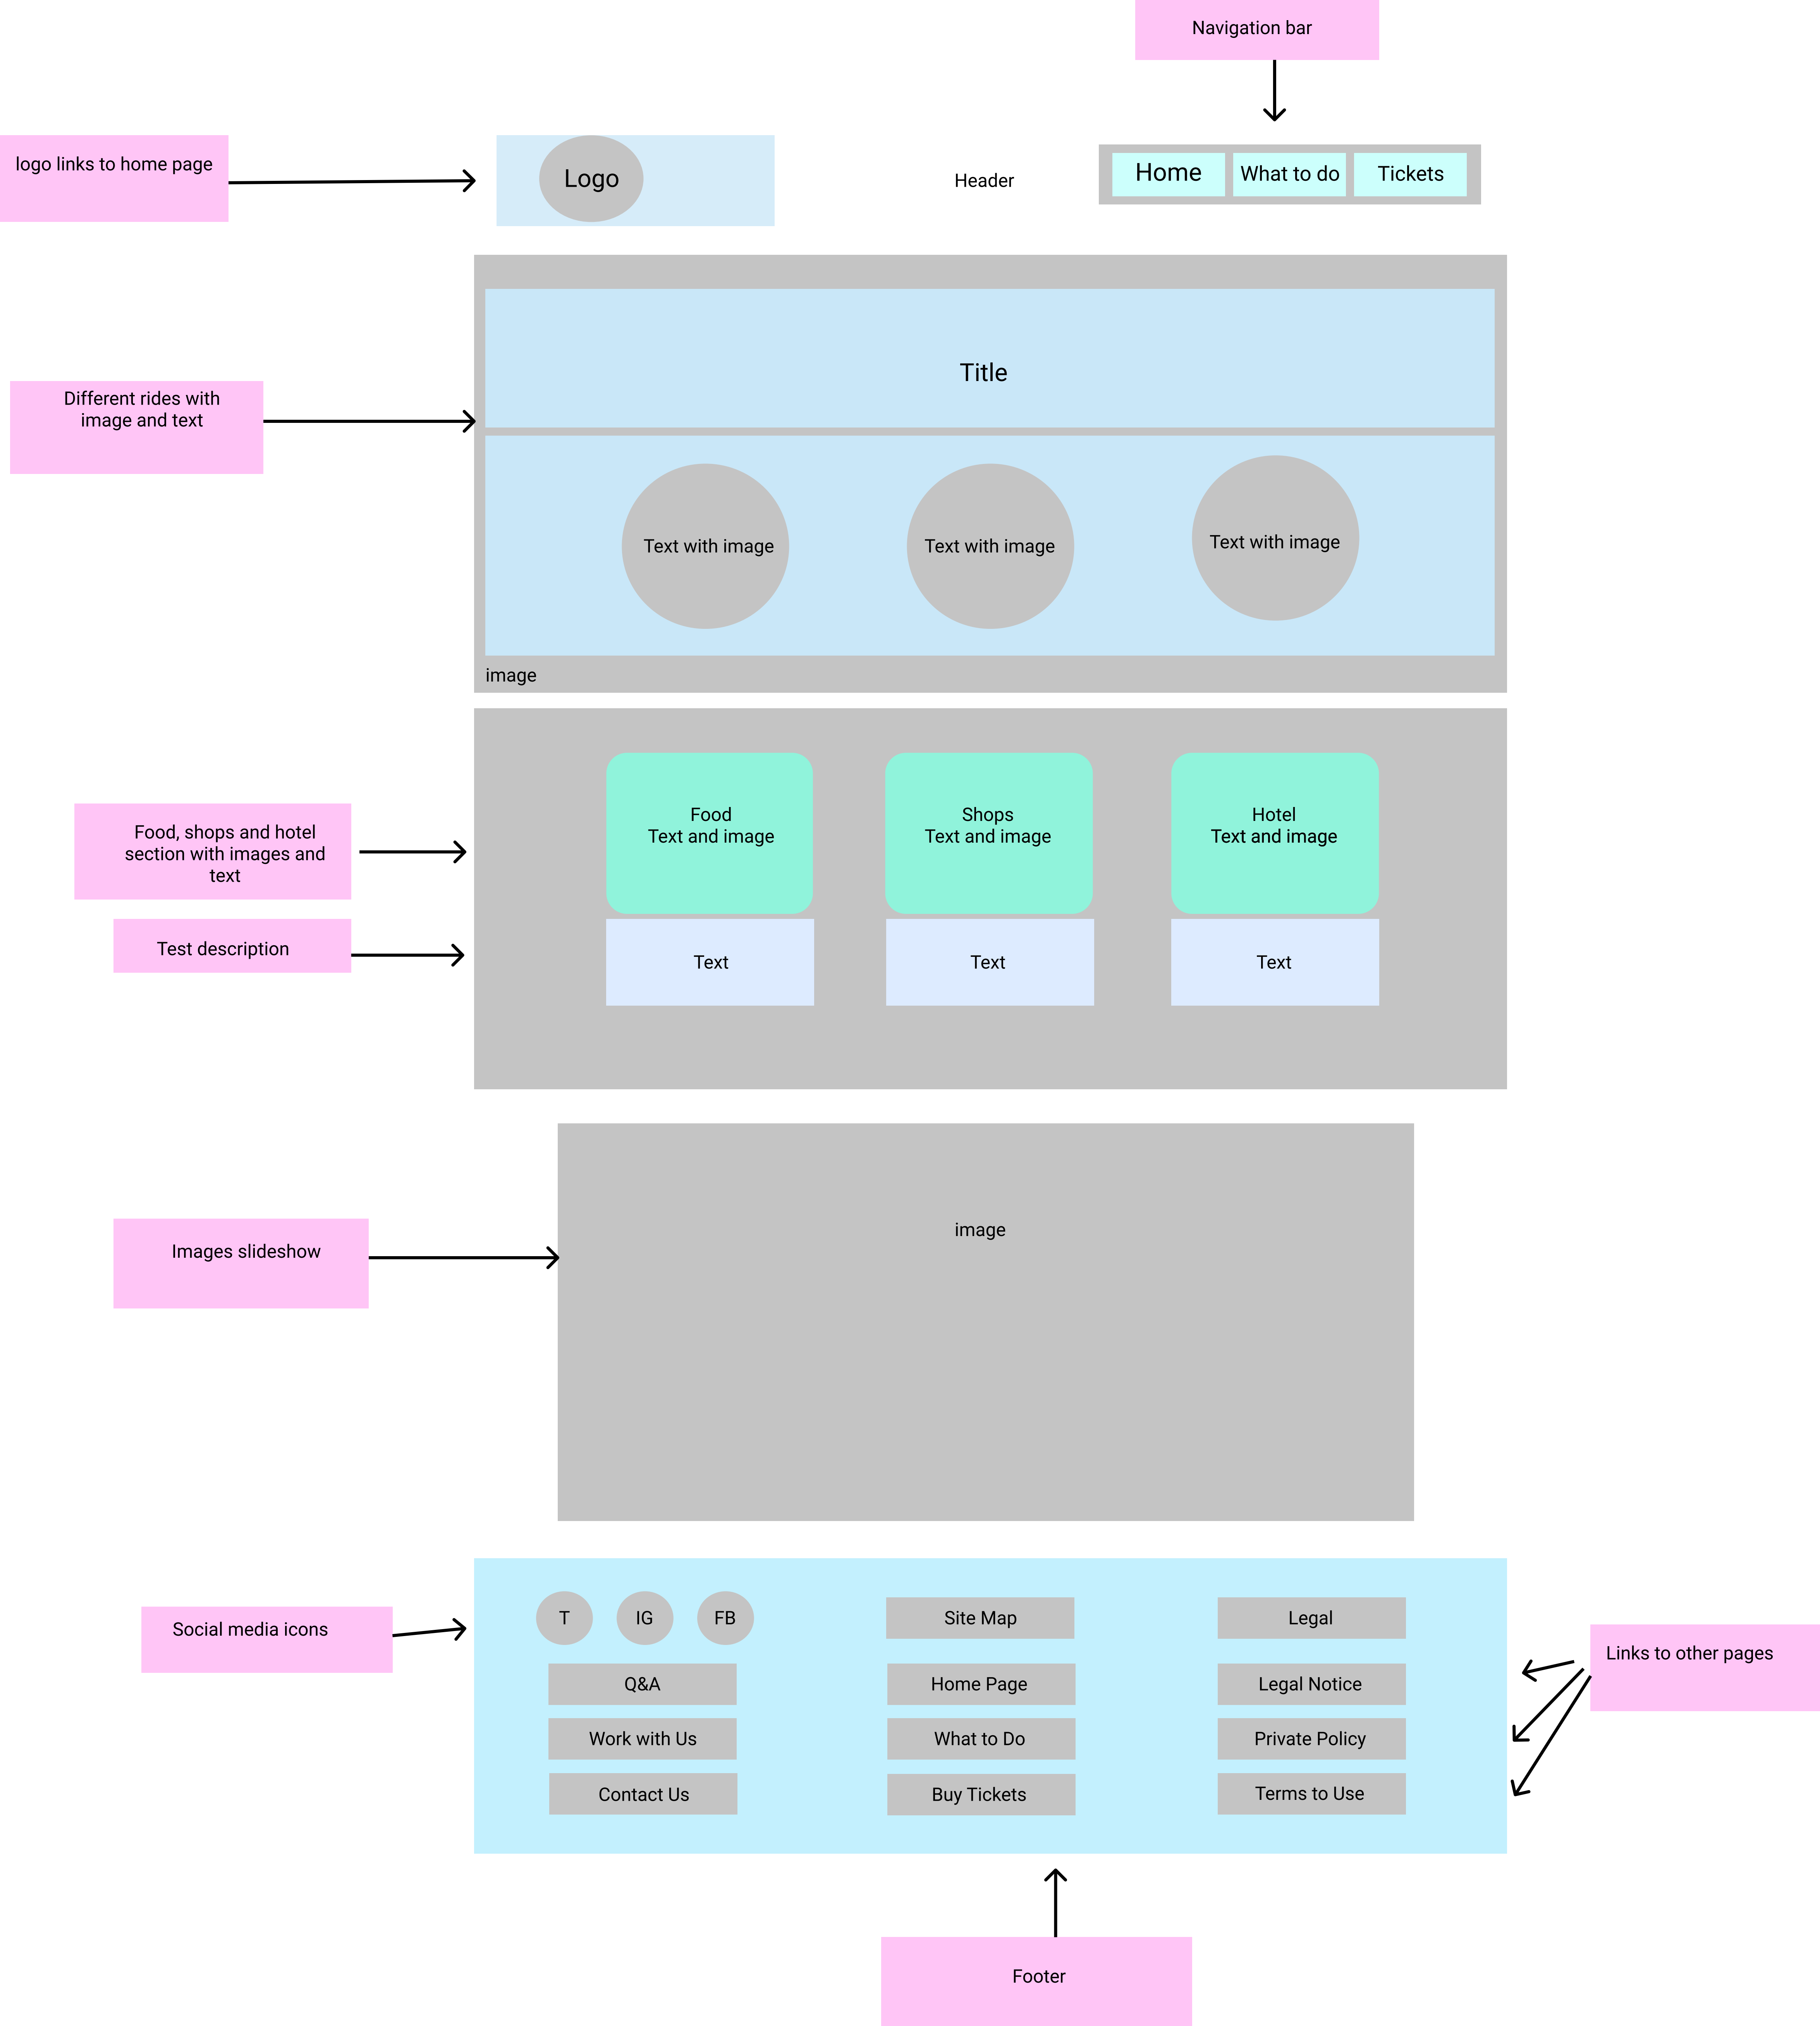 Navigation bar
logo links to home page
Logo
Header
Home
What to do
Tickets
Different rides with
image and text
Title
Text with image
Text with image
Text with image
image
Food, shops and hotel
section with images and
text
Food
Text and image
Shops
Text and image
Hotel
Text and image
Test description
Text
Text
Text
Images slideshow
image
Social media icons
T
IG
FB
Q&A
Work with Us
Contact Us
Site Map
Home Page
What to Do
Buy Tickets
Legal
Legal Notice
Private Policy
Terms to Use
Links to other pages
Footer